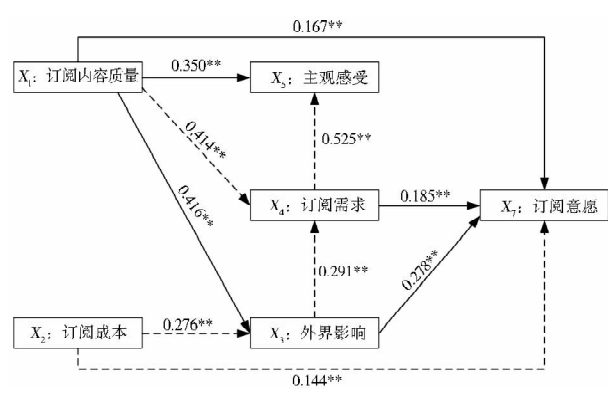 0.167**
X₁：订阅内容质量
0.350**
X₅：主观感受
0.414**
0.525**
0.416**
X₄：订阅需求
0.185**
X₇：订阅意愿
0.291**
0.278**
X₂：订阅成本
0.276**
X₃：外界影响
0.144**